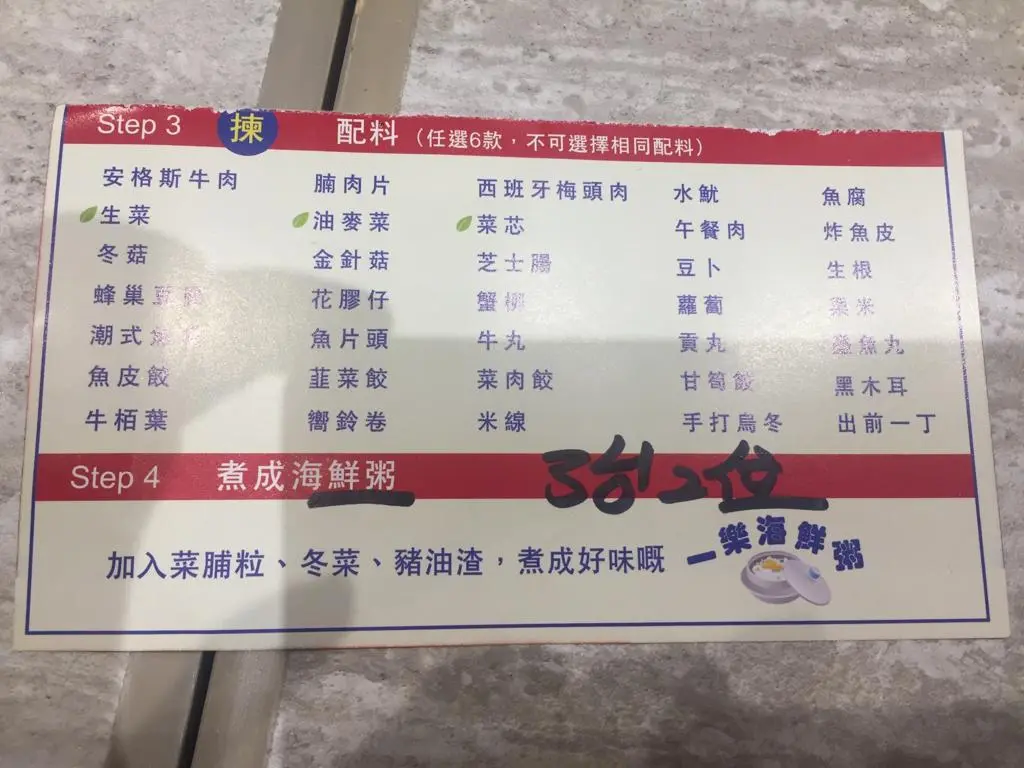 Step 3 揀 配料（任選6款，不可選擇相同配料）
安格斯牛肉 腩肉片 西班牙梅頭肉 水魷 魚腐
生菜 油麥菜 菜芯 午餐肉 炸魚皮
冬菇 金針菇 芝士腸 豆卜 生根
蜂巢豆 花膠仔 蟹柳 蘿蔔 粟米
潮式 魚片頭 牛丸 貢丸 魚丸
魚皮餃 韮菜餃 菜肉餃 甘筍餃 黑木耳
牛栢葉 嚮鈴卷 米線 手打烏冬 出前一丁
Step 4 煮成海鮮粥 3台 2位
加入菜脯粒、冬菜、豬油渣，煮成好味嘅 一樂海鮮粥